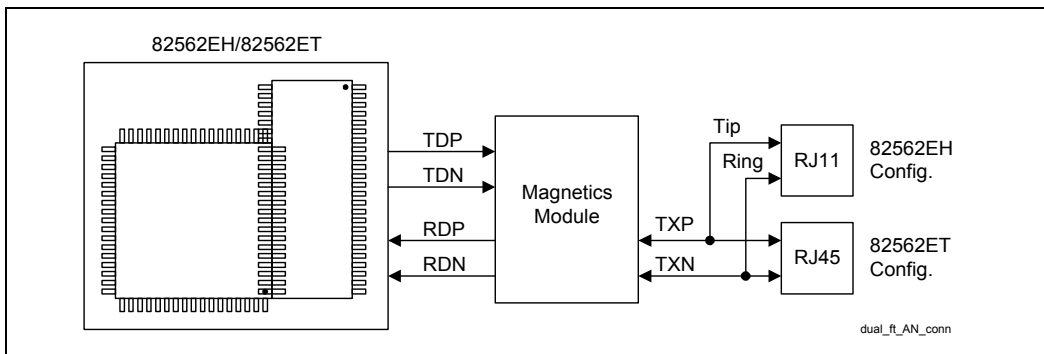 82562EH/82562ET
TDP
TDN
RDP
RDN
Magnetics
Module
Tip
Ring
TXP
TXN
RJ11
82562EH
Config.
RJ45
82562ET
Config.
dual_ft_AN_conn